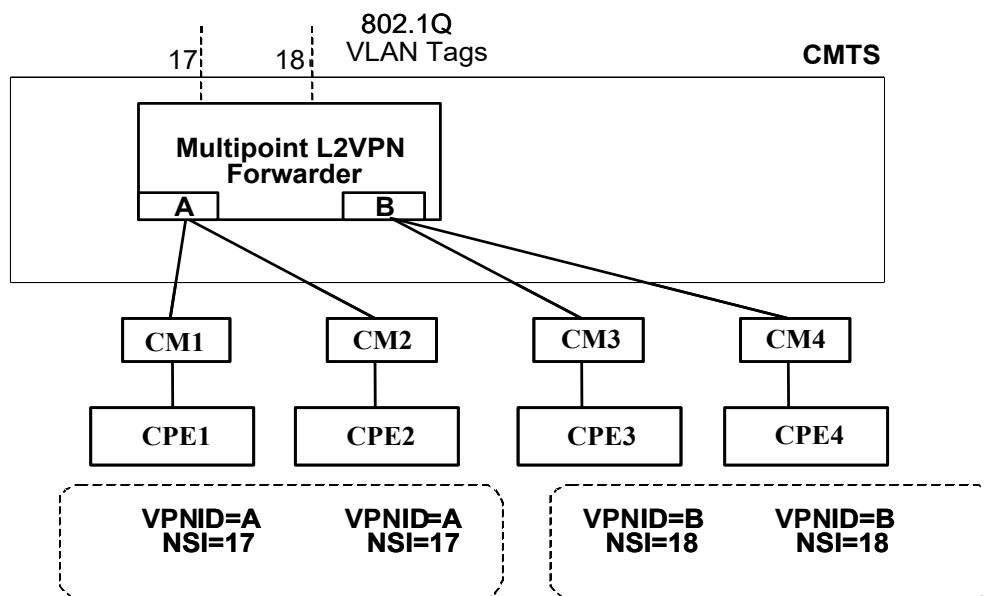 802.1Q
17 18 VLAN Tags
CMTS
Multipoint L2VPN
Forwarder
A B
CM1 CM2 CM3 CM4
CPE1 CPE2 CPE3 CPE4
VPNID=A VPNID=A VPNID=B VPNID=B
NSI=17 NSI=17 NSI=18 NSI=18